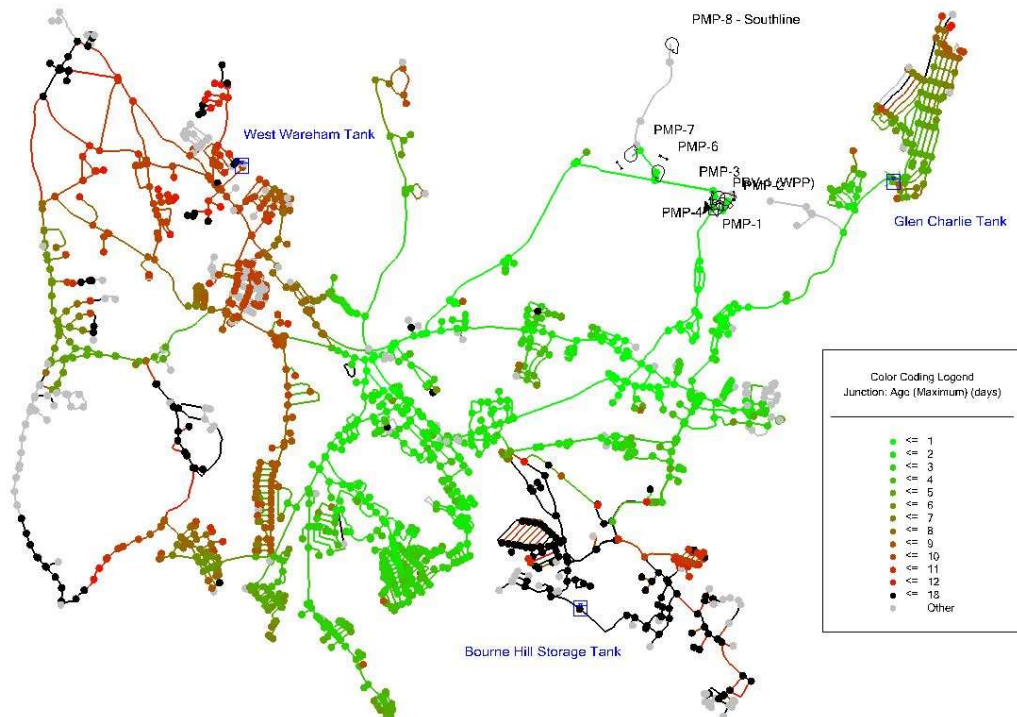 PMP-8 - Southline
West Wareham Tank
PMP-7
PMP-6
PMP-3
(WPP)
PMP-4
PMP-1
Glen Charlie Tank
Color Coding Legend
Junction: Age (Maximum) (days)
<= 1
<= 2
<= 3
<= 4
<= 5
<= 6
<= 7
<= 8
<= 9
<= 10
<= 11
<= 12
<= 18
Other
Bourne Hill Storage Tank